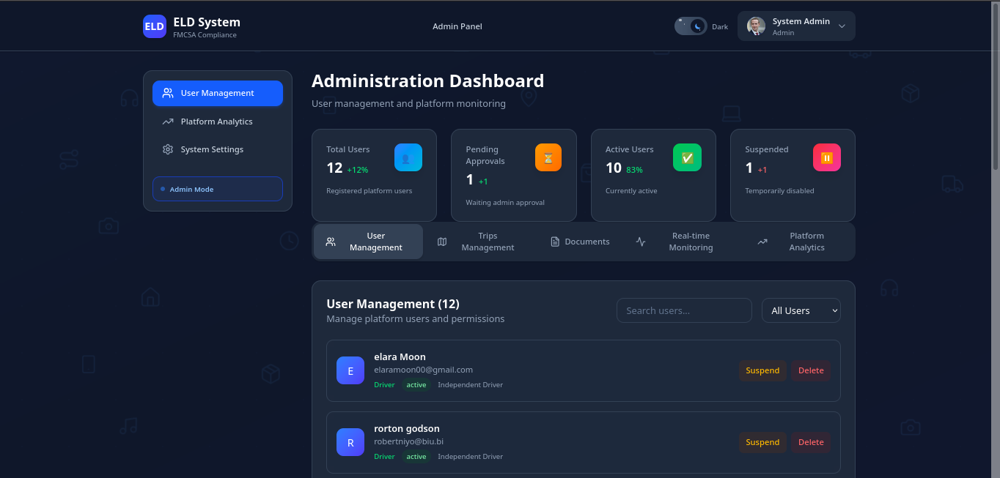 ELD
ELD System
FMCSA Compliance
Admin Panel
Dark
System Admin
Admin
User Management
Platform Analytics
System Settings
Admin Mode
Administration Dashboard
User management and platform monitoring
Total Users
12 +12%
Registered platform users
Pending
Approvals
1 +1
Waiting admin approval
Active Users
10 83%
Currently active
Suspended
1 +1
Temporarily disabled
User
Management
Trips
Management
Documents
Real-time
Monitoring
Platform
Analytics
User Management (12)
Manage platform users and permissions
Search users...
All Users
E
elara Moon
elaramoon00@gmail.com
Driver active Independent Driver
Suspend
Delete
R
rorton godson
robertniyo@biu.bi
Driver active Independent Driver
Suspend
Delete